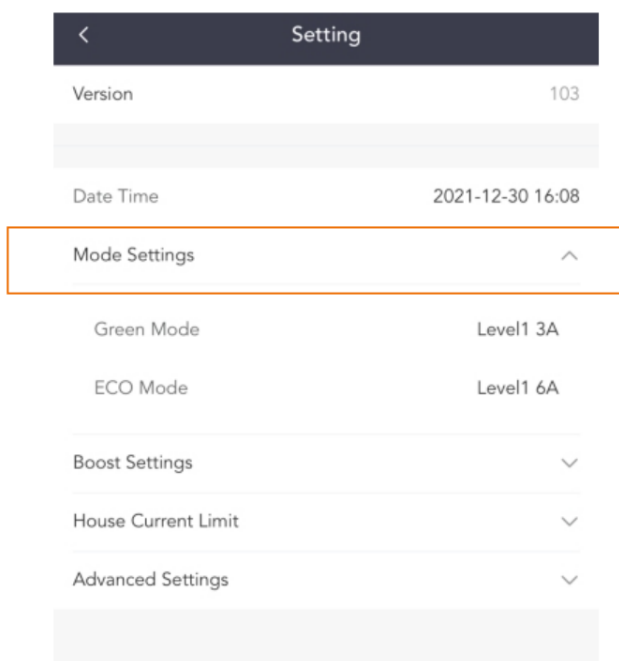 Setting
Version 103
Date Time 2021-12-30 16:08
Mode Settings
Green Mode Level1 3A
ECO Mode Level1 6A
Boost Settings
House Current Limit
Advanced Settings